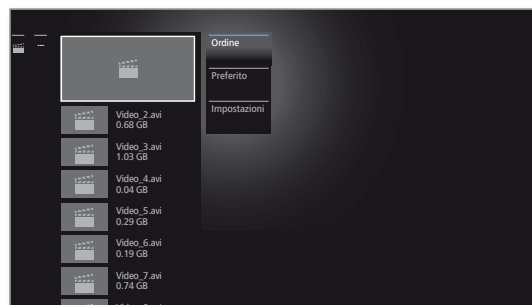 ...
Ordine
Preferito
Impostazioni
Video_2.avi
0.68 GB
Video_3.avi
1.03 GB
Video_4.avi
0.04 GB
Video_5.avi
0.29 GB
Video_6.avi
0.19 GB
Video_7.avi
0.74 GB